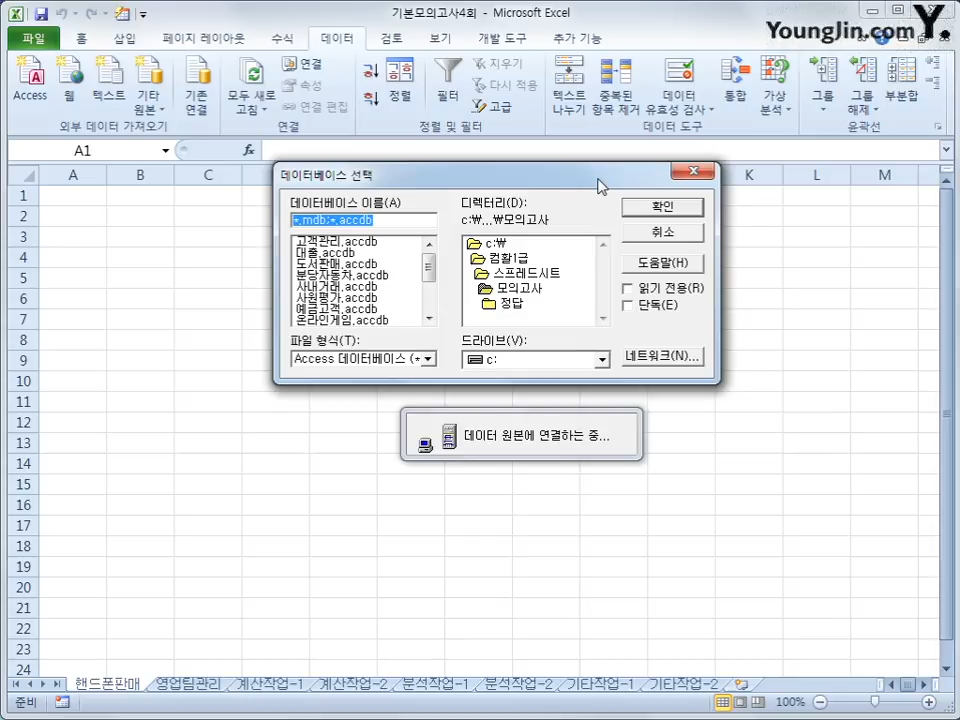 기본모의고사4회 - Microsoft Excel
YoungJin.com Y.
파일 홈 삽입 페이지 레이아웃 수식 데이터 검토 보기 개발 도구 추가 기능
Access 웹 텍스트 기타 원본 기존 연결 모두 새로 고침 연결 속성 연결 편집 정렬 필터 지우기 다시 적용 고급 텍스트 나누기 중복된 항목 제거 데이터 유효성 검사 통합 가상 분석 그룹 그룹 해제 부분합
외부 데이터 가져오기 연결 정렬 및 필터 데이터 도구 윤곽선
A1 fx
A B C K L M
데이터베이스 선택
데이터베이스 이름(A)
*.mdb;*.accdb
고객관리.accdb
대출.accdb
도서판매.accdb
분당자동차.accdb
사내거래.accdb
사원평가.accdb
예금고객.accdb
온라인게임.accdb
파일 형식(T):
Access 데이터베이스 (*
디렉터리(D):
c:₩...₩모의고사
c:₩
컴활1급
스프레드시트
모의고사
정답
드라이브(V):
c:
확인
취소
도움말(H)
읽기 전용(R)
단독(E)
네트워크(N)...
데이터 원본에 연결하는 중...
1
2
3
4
5
6
7
8
9
10
11
12
13
14
15
16
17
18
19
20
21
22
23
24
핸드폰판매 영업팀관리 계산작업-1 계산작업-2 분석작업-1 분석작업-2 기타작업-1 기타작업-2
준비 100%